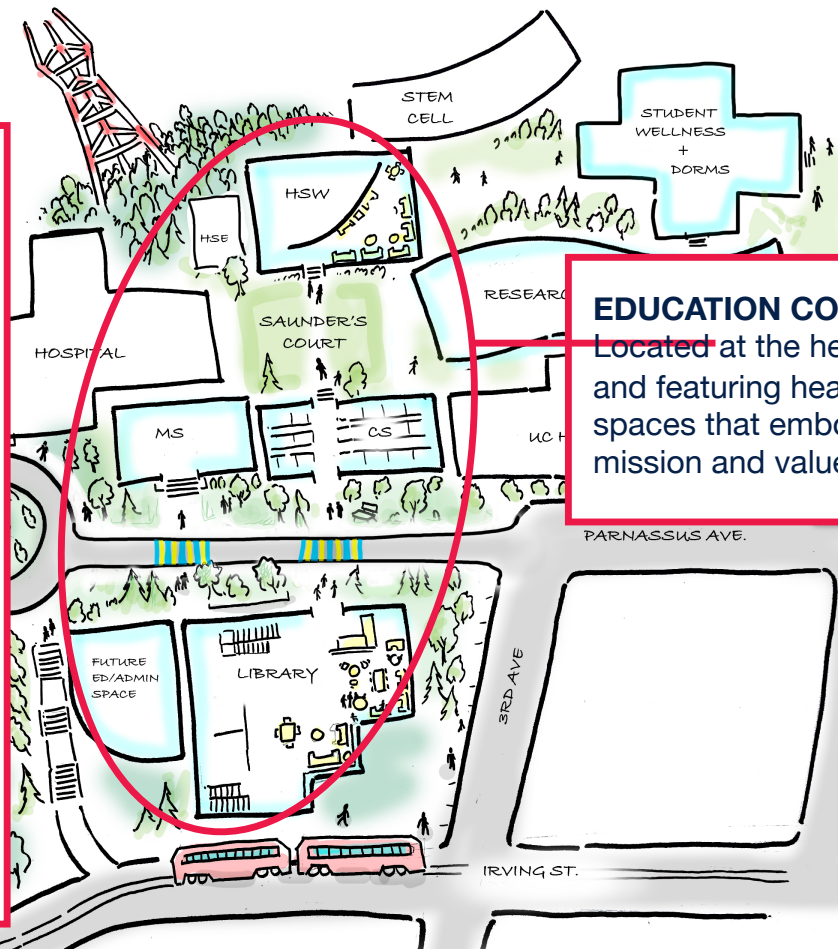 STEM
CELL
STUDENT
WELLNESS
+
DORMS
HSW
HSE
RESEARC
SAUNDER'S
COURT
HOSPITAL
EDUCATION CO
Located at the he
and featuring hea
spaces that embo
mission and value
MS
CS
UC H
PARNASSUS AVE.
FUTURE
ED/ADMIN
SPACE
LIBRARY
3RD AVE
IRVING ST.